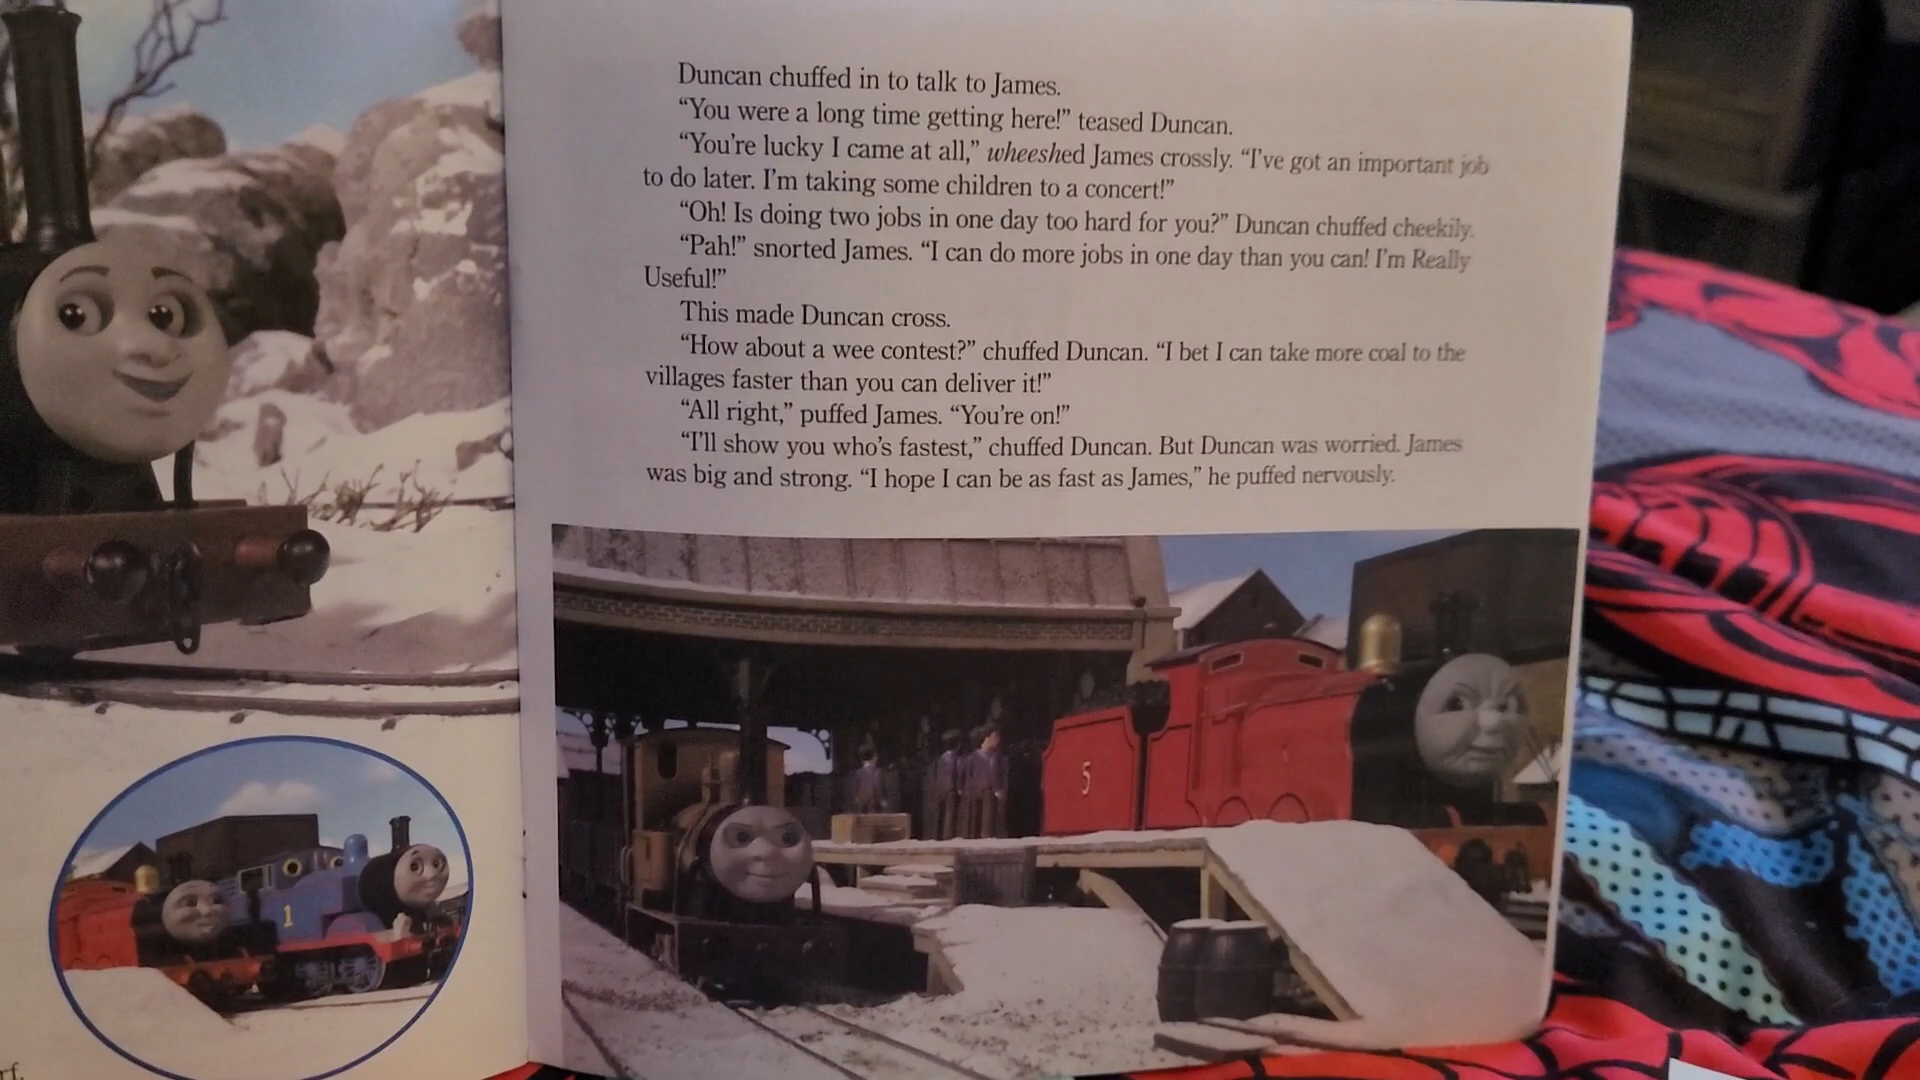 Duncan chuffed in to talk to James.
“You were a long time getting here!” teased Duncan.
“You’re lucky I came at all,” wheeshed James crossly. “I’ve got an important job
to do later. I’m taking some children to a concert!”
“Oh! Is doing two jobs in one day too hard for you?” Duncan chuffed cheekily.
“Pah!” snorted James. “I can do more jobs in one day than you can! I’m Really
Useful!”
This made Duncan cross.
“How about a wee contest?” chuffed Duncan. “I bet I can take more coal to the
villages faster than you can deliver it!”
“All right,” puffed James. “You’re on!”
“I’ll show you who’s fastest,” chuffed Duncan. But Duncan was worried. James
was big and strong. “I hope I can be as fast as James,” he puffed nervously.
5
1